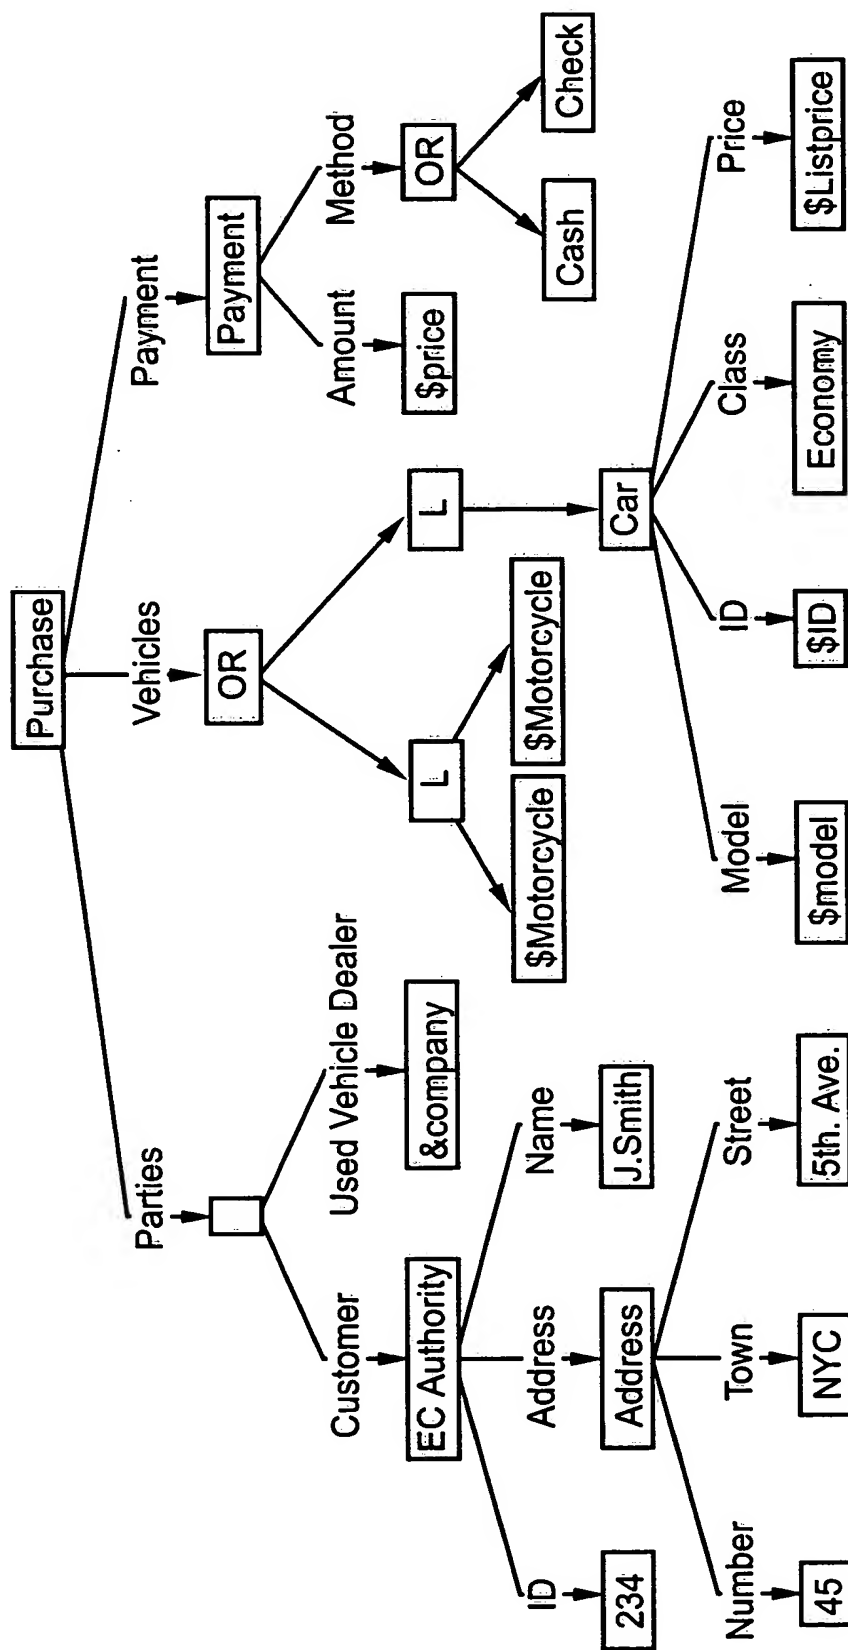 Purchase
Parties
Vehicles
Payment
OR
Payment
Customer
Used Vehicle Dealer
Amount
Method
EC Authority
&company
L
L
$price
OR
ID
Address
Name
$Motorcycle
$Motorcycle
Cash
Check
234
Address
J.Smith
Car
Number
Town
Street
Model
ID
Class
Price
45
NYC
5th. Ave.
$model
$ID
Economy
$Listprice